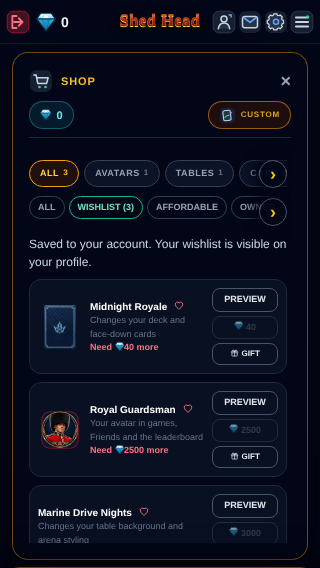 0
Shed Head
SHOP
×
0
CUSTOM
ALL 3
AVATARS 1
TABLES 1
C
ALL
WISHLIST (3)
AFFORDABLE
OWN
Saved to your account. Your wishlist is visible on
your profile.
Midnight Royale
Changes your deck and
face-down cards
Need 40 more
PREVIEW
40
GIFT
Royal Guardsman
Your avatar in games,
Friends and the leaderboard
Need 2500 more
PREVIEW
2500
GIFT
Marine Drive Nights
Changes your table background and
arena styling
PREVIEW
3000